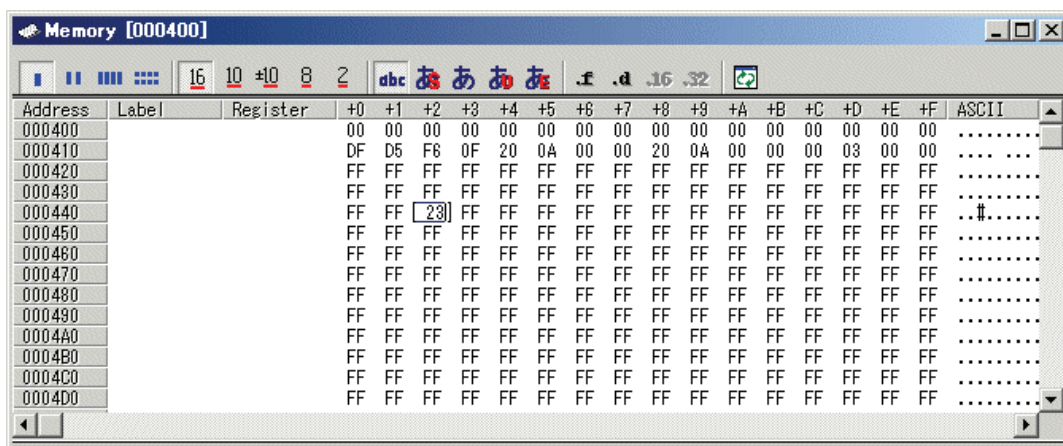 Memory [000400]
16 10 ±10 8 2 abc あS あ あD あE .f .d .16 .32
Address Label Register +0 +1 +2 +3 +4 +5 +6 +7 +8 +9 +A +B +C +D +E +F ASCII
000400 00 00 00 00 00 00 00 00 00 00 00 00 00 00 00 00 .........
000410 DF D5 F6 0F 20 0A 00 00 20 0A 00 00 00 03 00 00 .... ...
000420 FF FF FF FF FF FF FF FF FF FF FF FF FF FF FF FF .........
000430 FF FF FF FF FF FF FF FF FF FF FF FF FF FF FF FF .........
000440 FF FF 23 FF FF FF FF FF FF FF FF FF FF FF FF FF ..#......
000450 FF FF FF FF FF FF FF FF FF FF FF FF FF FF FF FF .........
000460 FF FF FF FF FF FF FF FF FF FF FF FF FF FF FF FF .........
000470 FF FF FF FF FF FF FF FF FF FF FF FF FF FF FF FF .........
000480 FF FF FF FF FF FF FF FF FF FF FF FF FF FF FF FF .........
000490 FF FF FF FF FF FF FF FF FF FF FF FF FF FF FF FF .........
0004A0 FF FF FF FF FF FF FF FF FF FF FF FF FF FF FF FF .........
0004B0 FF FF FF FF FF FF FF FF FF FF FF FF FF FF FF FF .........
0004C0 FF FF FF FF FF FF FF FF FF FF FF FF FF FF FF FF .........
0004D0 FF FF FF FF FF FF FF FF FF FF FF FF FF FF FF FF .........